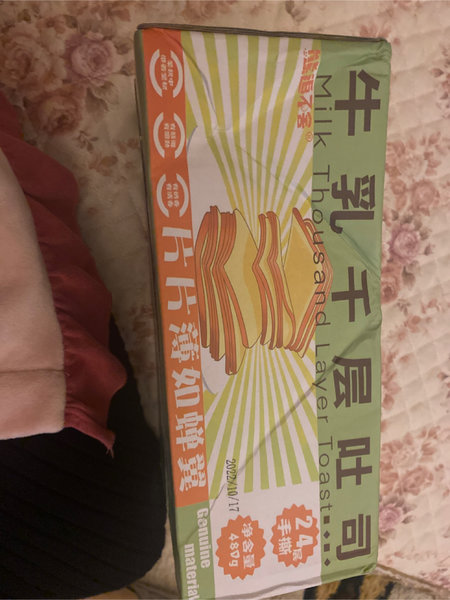 牛乳千层吐司
Milk Thousand Layer Toast....
片片薄如蝉翼
2022/10/17
24层
手撕
净含量
480g
Genuine
material